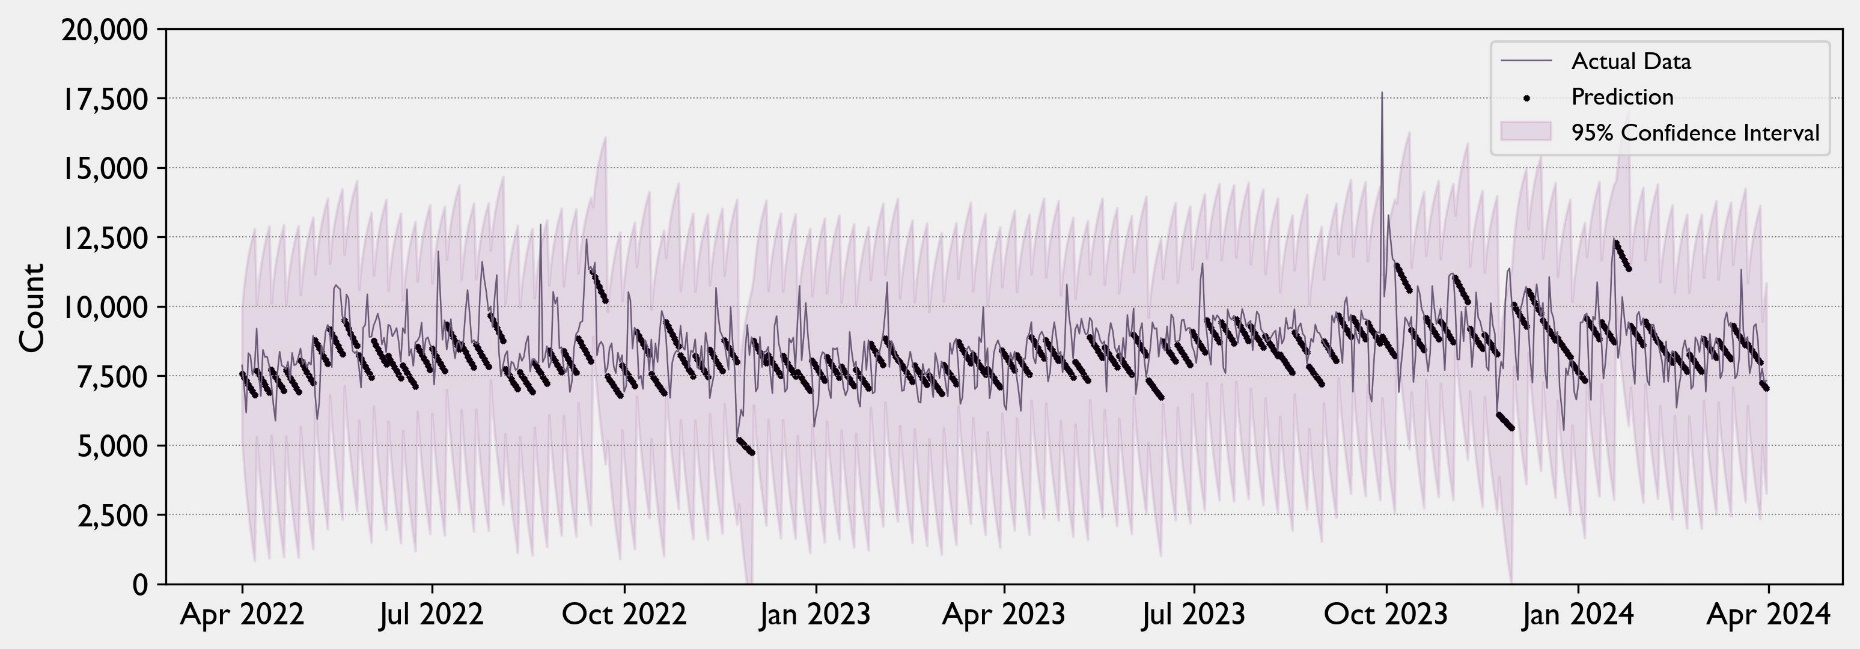 20,000
17,500
15,000
12,500
10,000
7,500
5,000
2,500
0
Count
Actual Data
Prediction
95% Confidence Interval
Apr 2022
Jul 2022
Oct 2022
Jan 2023
Apr 2023
Jul 2023
Oct 2023
Jan 2024
Apr 2024